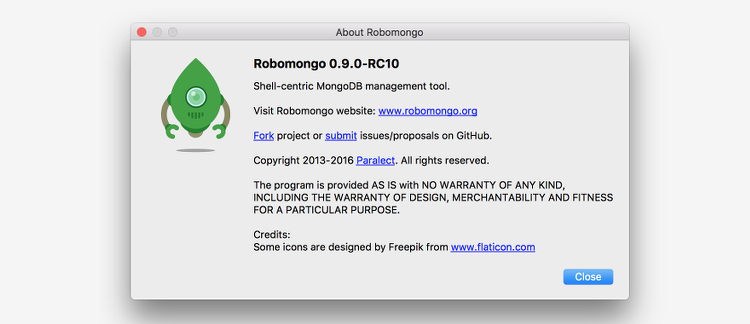 About Robomongo
Robomongo 0.9.0-RC10
Shell-centric MongoDB management tool.
Visit Robomongo website: www.robomongo.org
Fork project or submit issues/proposals on GitHub.
Copyright 2013-2016 Paralect. All rights reserved.
The program is provided AS IS with NO WARRANTY OF ANY KIND,
INCLUDING THE WARRANTY OF DESIGN, MERCHANTABILITY AND FITNESS
FOR A PARTICULAR PURPOSE.
Credits:
Some icons are designed by Freepik from www.flaticon.com
Close